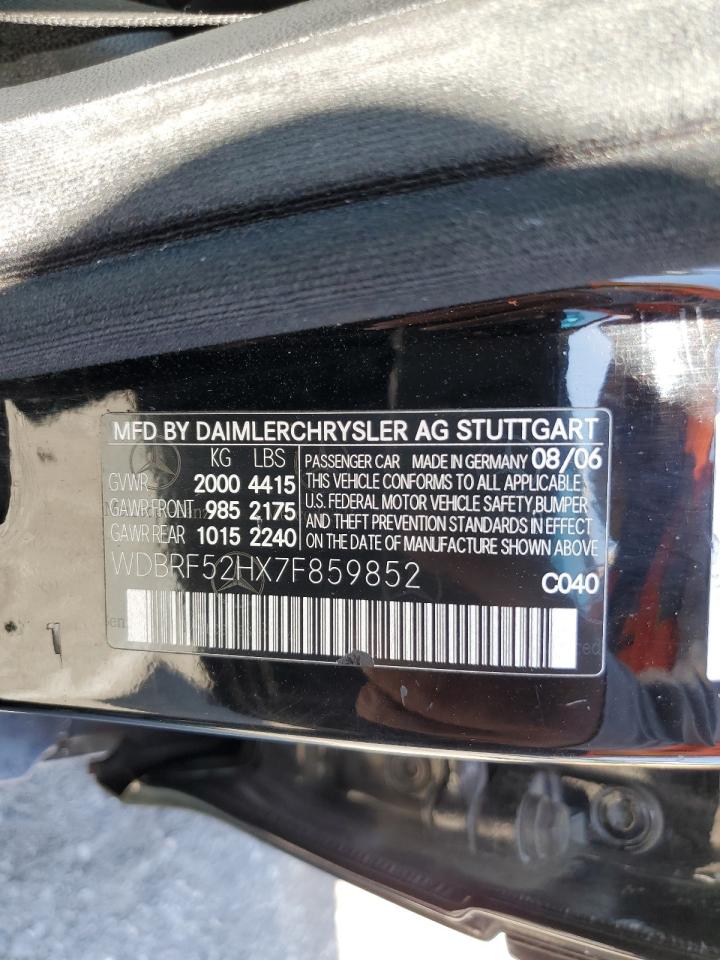 MFD BY DAIMLERCHRYSLER AG STUTTGART
KG LBS
GVWR 2000 4415
GAWR FRONT 985 2175
GAWR REAR 1015 2240
PASSENGER CAR MADE IN GERMANY 08/06
THIS VEHICLE CONFORMS TO ALL APPLICABLE
U.S. FEDERAL MOTOR VEHICLE SAFETY, BUMPER
AND THEFT PREVENTION STANDARDS IN EFFECT
ON THE DATE OF MANUFACTURE SHOWN ABOVE
WDBRF52HX7F859852
C040